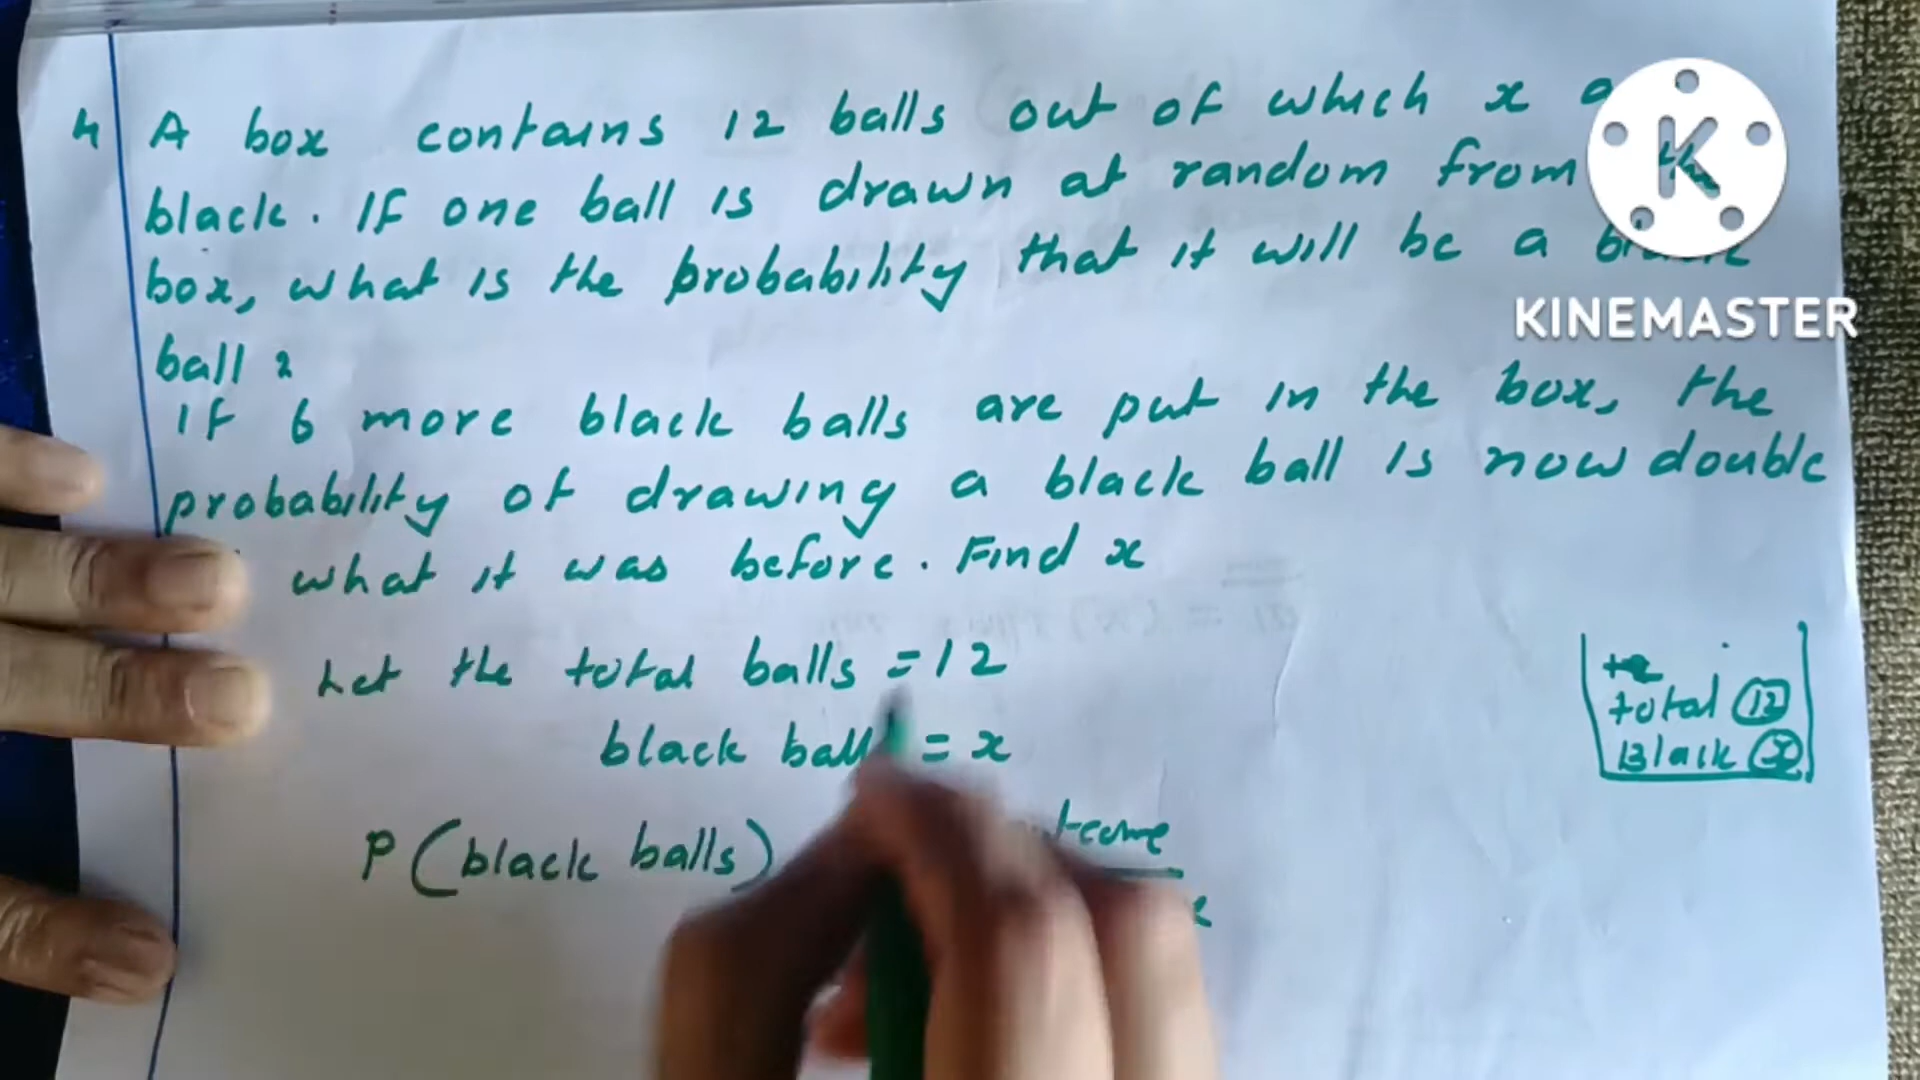 4 A box contains 12 balls out of which x
black. If one ball is drawn at random from the
box, what is the probability that it will be a black
ball ?
If 6 more black balls are put in the box, the
probability of drawing a black ball is now double
what it was before. Find x
Let the total balls = 12
black ball = x
P (black balls)
total 12
Black x
KINEMASTER